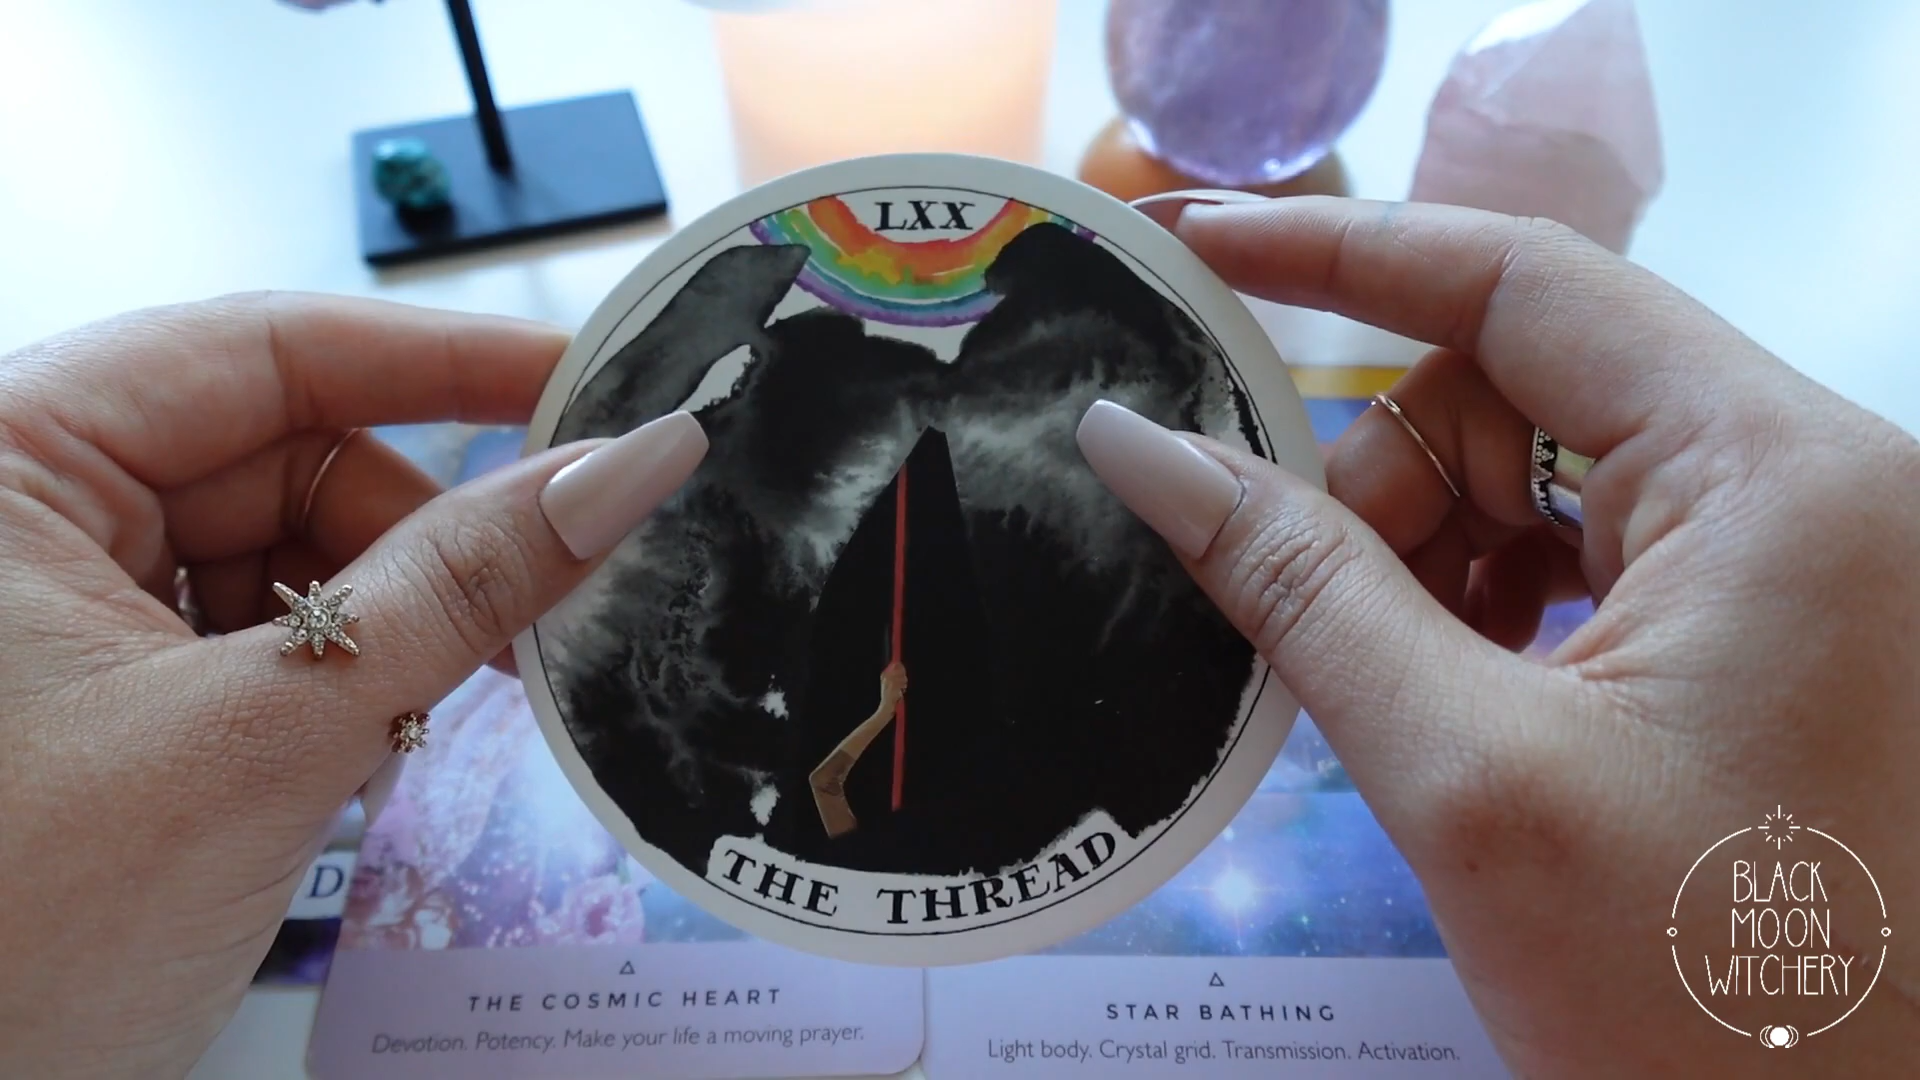 LXX
THE THREAD
D
THE COSMIC HEART
Devotion. Potency. Make your life a moving prayer.
STAR BATHING
Light body. Crystal grid. Transmission. Activation.
BLACK
MOON
WITCHERY